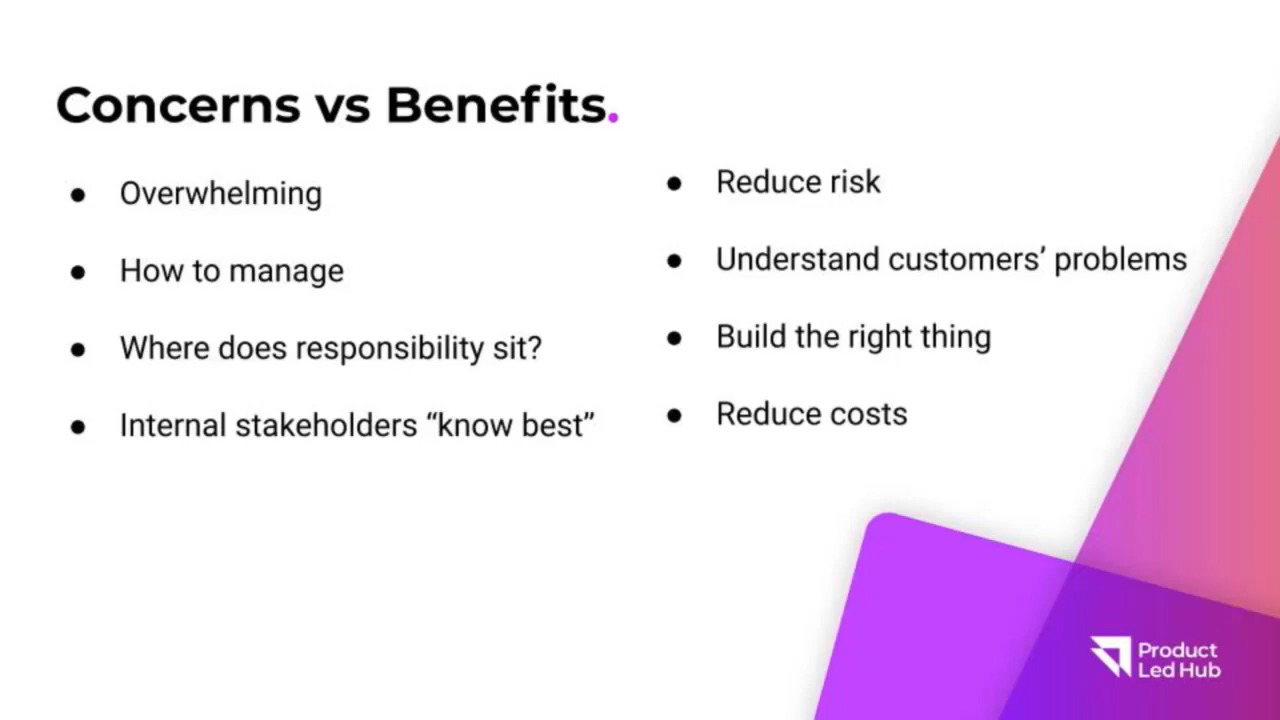 Concerns vs Benefits.
● Overwhelming
● How to manage
● Where does responsibility sit?
● Internal stakeholders “know best”
● Reduce risk
● Understand customers’ problems
● Build the right thing
● Reduce costs
Product
Led Hub